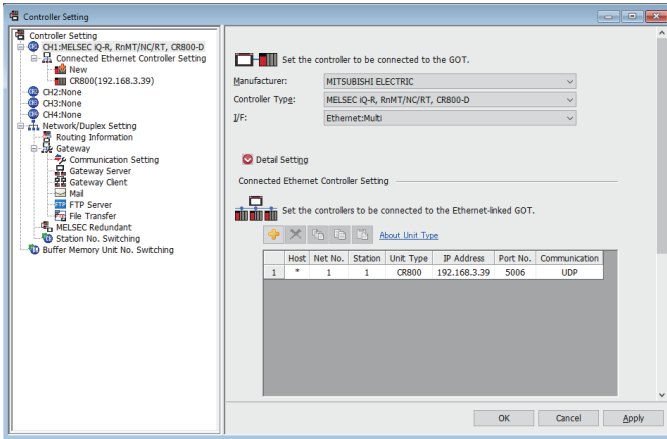 Controller Setting
Controller Setting
CH1:MELSEC iQ-R, RnMT/NC/RT, CR800-D
Connected Ethernet Controller Setting
New
CR800(192.168.3.39)
CH2:None
CH3:None
CH4:None
Network/Duplex Setting
Routing Information
Gateway
Communication Setting
Gateway Server
Gateway Client
Mail
FTP Server
File Transfer
MELSEC Redundant
Station No. Switching
Buffer Memory Unit No. Switching
Set the controller to be connected to the GOT.
Manufacturer: MITSUBISHI ELECTRIC
Controller Type: MELSEC iQ-R, RnMT/NC/RT, CR800-D
I/F: Ethernet:Multi
Detail Setting
Connected Ethernet Controller Setting
Set the controllers to be connected to the Ethernet-linked GOT.
About Unit Type
Host Net No. Station Unit Type IP Address Port No. Communication
1 * 1 1 CR800 192.168.3.39 5006 UDP
OK Cancel Apply